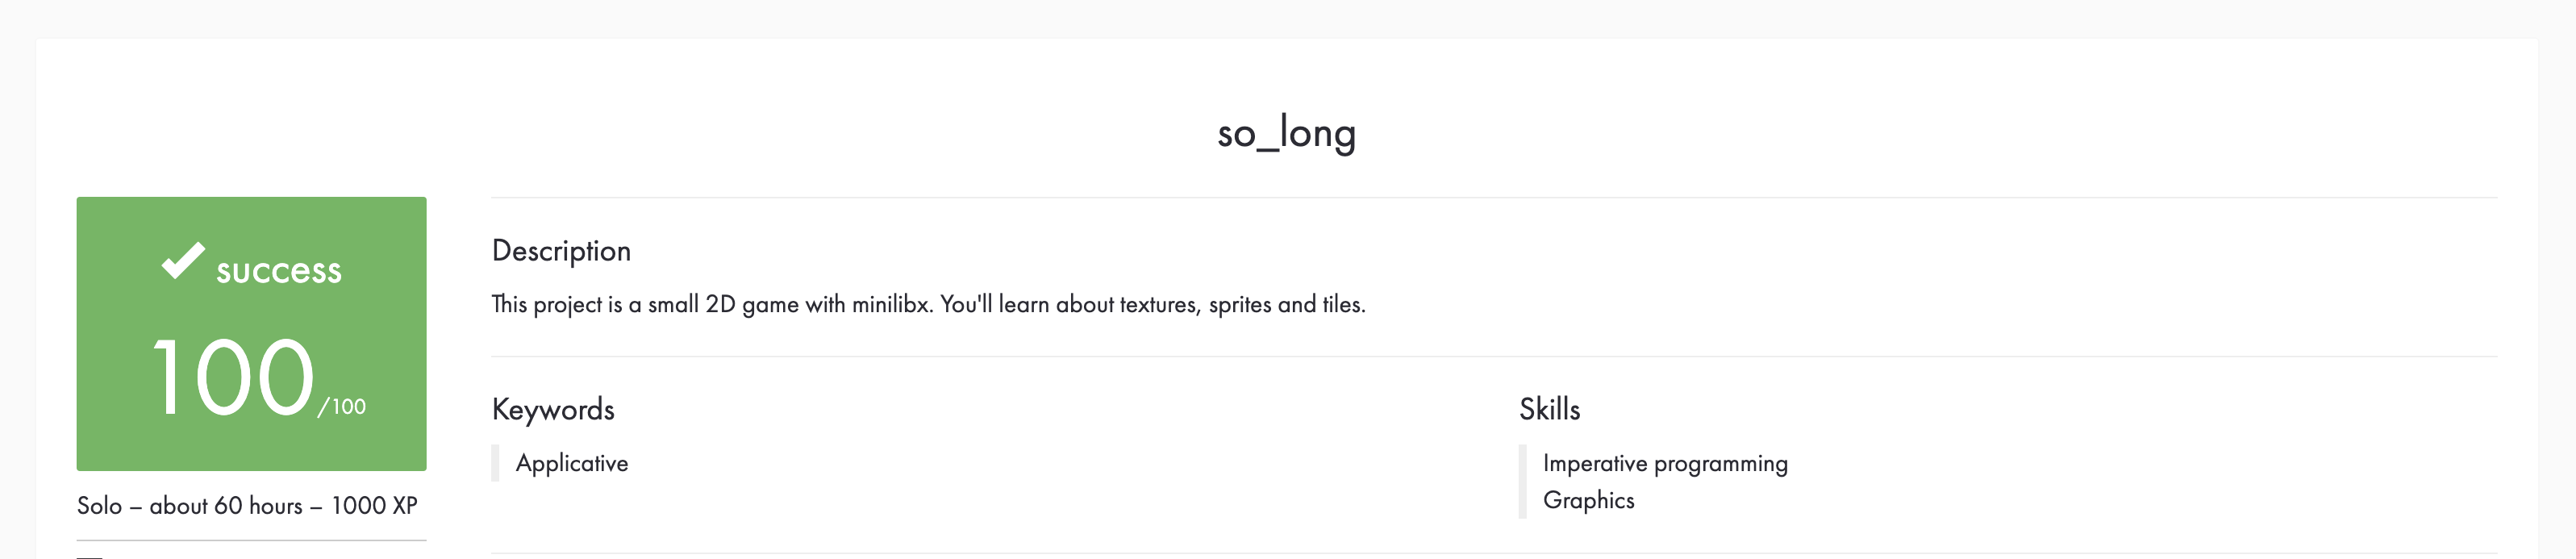 so_long
success
100/100
Solo – about 60 hours – 1000 XP
Description
This project is a small 2D game with minilibx. You'll learn about textures, sprites and tiles.
Keywords
Applicative
Skills
Imperative programming
Graphics